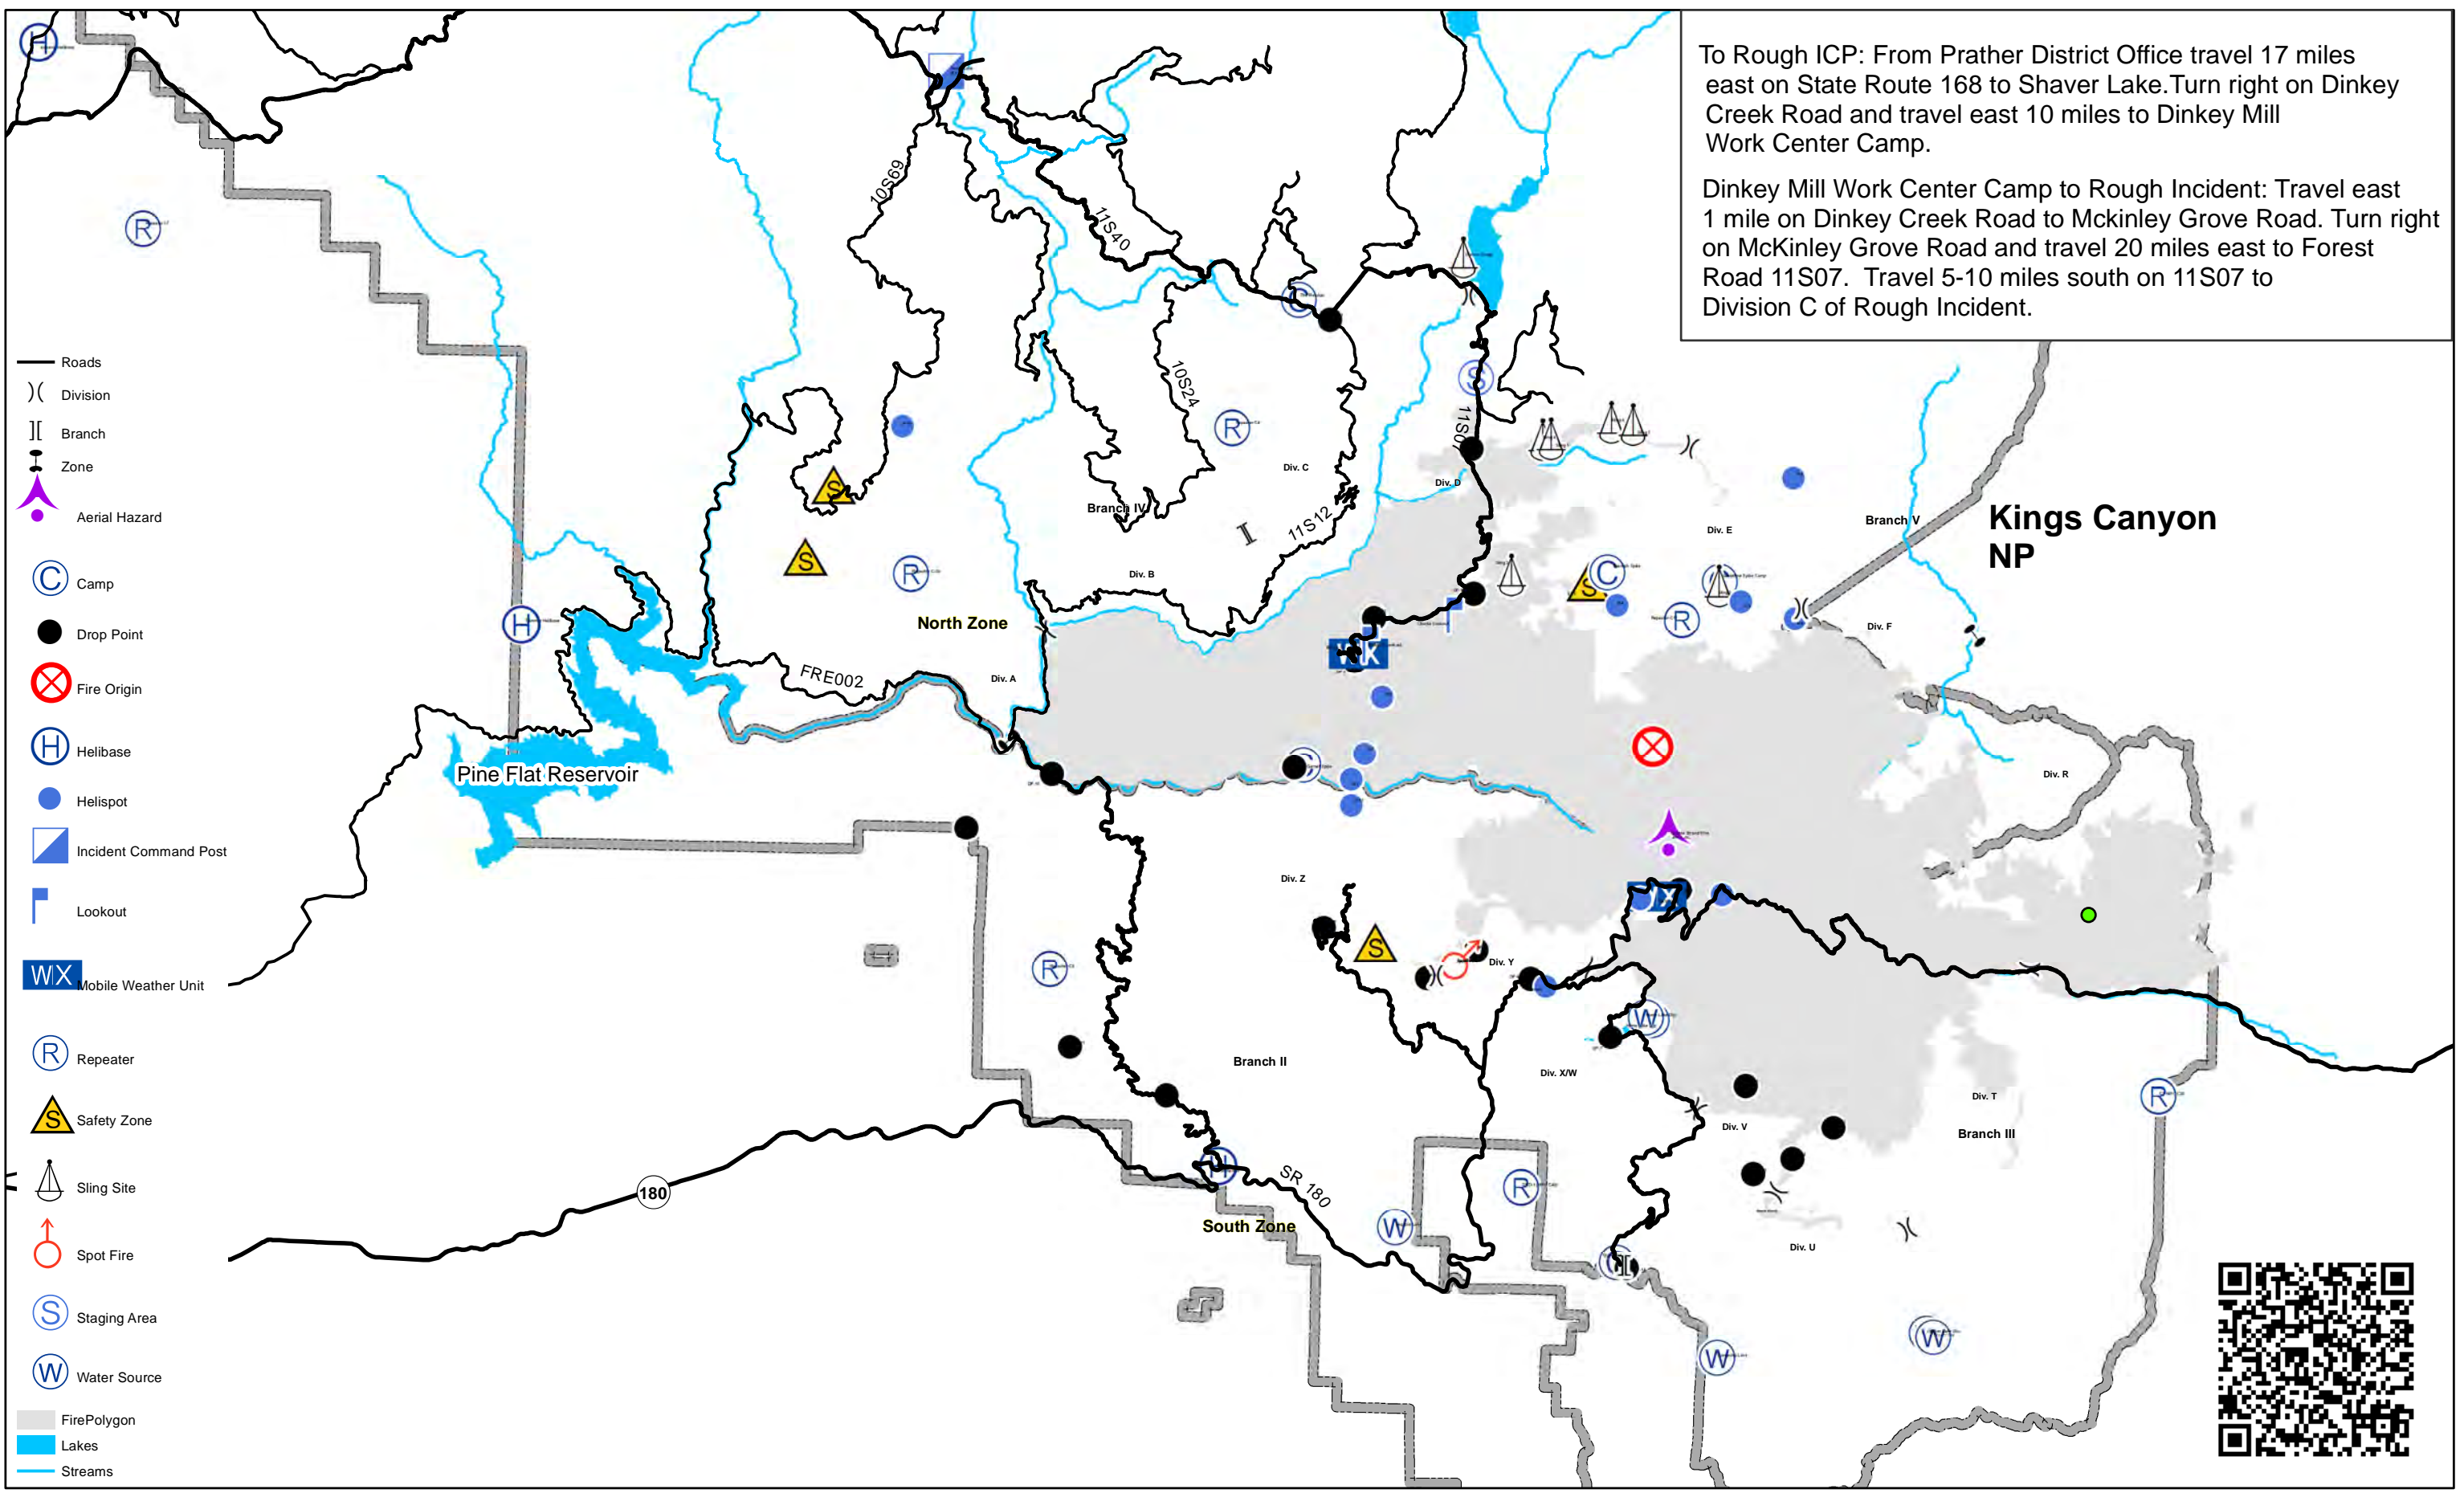 To Rough ICP: From Prather District Office travel 17 miles
east on State Route 168 to Shaver Lake.Turn right on Dinkey
Creek Road and travel east 10 miles to Dinkey Mill
Work Center Camp.
Dinkey Mill Work Center Camp to Rough Incident: Travel east
1 mile on Dinkey Creek Road to Mckinley Grove Road. Turn right
on McKinley Grove Road and travel 20 miles east to Forest
Road 11S07.  Travel 5-10 miles south on 11S07 to
Division C of Rough Incident.
H
R
10S69
11S40
C
10S24
S
11S07
R
Div. C
Div. D
Branch IV
11S12
Div. E
Branch V
Kings Canyon
NP
S
S
R
Div. B
H
North Zone
S
C
R
Div. F
Div. A
FRE002
Pine Flat Reservoir
C
Div. R
Div. Z
S
Div. Y
R
W
Branch II
Div. X/W
Div. T
R
Div. V
Branch III
H
SR 180
180
R
South Zone
W
Div. U
C
W
W
Roads
Division
Branch
Zone
Aerial Hazard
C Camp
Drop Point
Fire Origin
H Helibase
Helispot
Incident Command Post
Lookout
WX Mobile Weather Unit
R Repeater
S Safety Zone
Sling Site
Spot Fire
S Staging Area
W Water Source
FirePolygon
Lakes
Streams